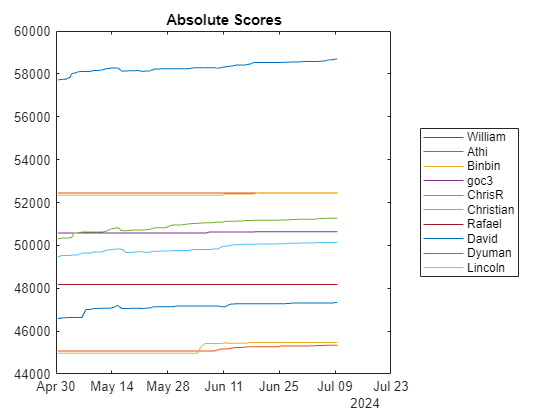 Absolute Scores
60000
58000
56000
54000
52000
50000
48000
46000
44000
Apr 30 May 14 May 28 Jun 11 Jun 25 Jul 09 Jul 23
2024
William
Athi
Binbin
goc3
ChrisR
Christian
Rafael
David
Dyuman
Lincoln